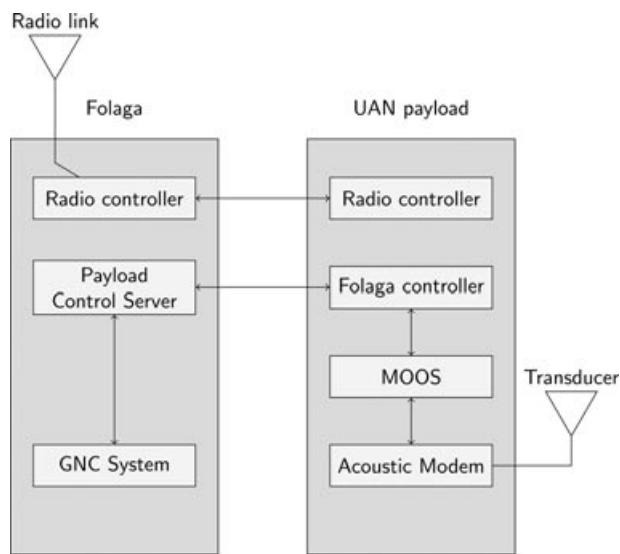 Radio link
Folaga
UAN payload
Radio controller
Radio controller
Payload
Control Server
Folaga controller
MOOS
Transducer
GNC System
Acoustic Modem